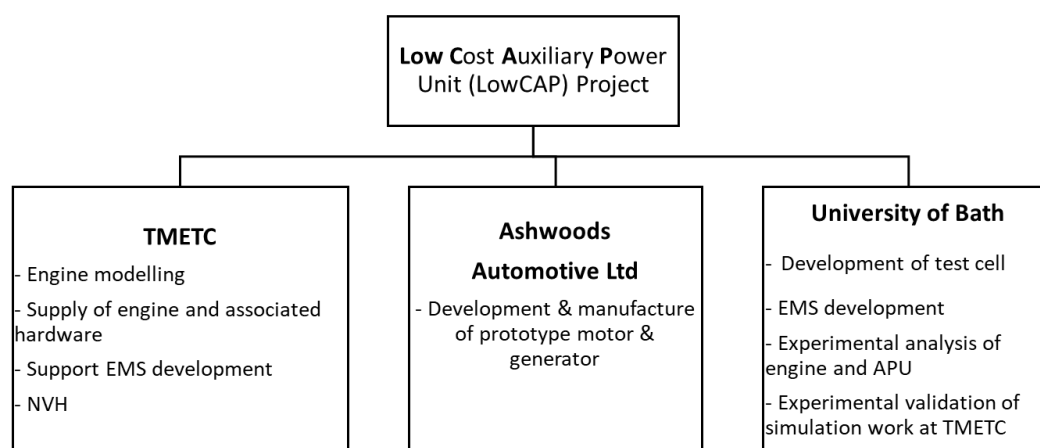 Low Cost Auxiliary Power
Unit (LowCAP) Project
TMETC
- Engine modelling
- Supply of engine and associated
hardware
- Support EMS development
- NVH
Ashwoods
Automotive Ltd
- Development & manufacture
of prototype motor &
generator
University of Bath
- Development of test cell
- EMS development
- Experimental analysis of
engine and APU
- Experimental validation of
simulation work at TMETC